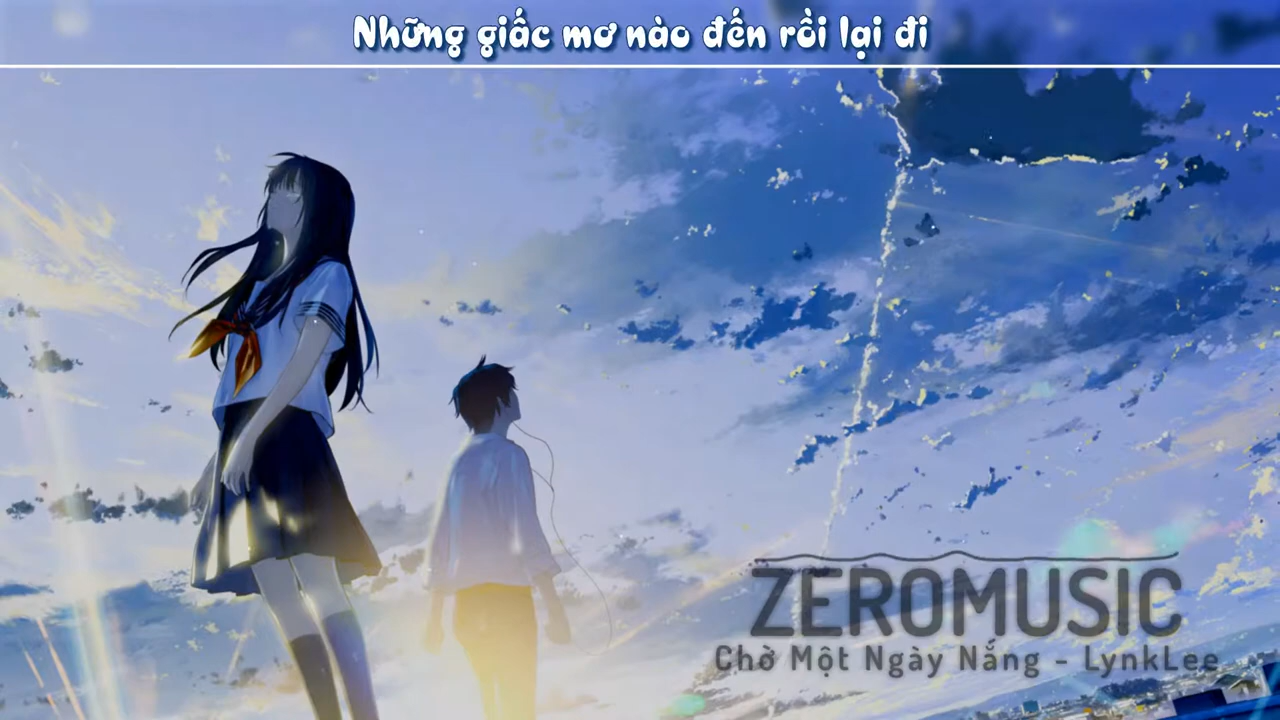 Những giấc mơ nào đến rồi lại đi
ZEROMUSIC
Chờ Một Ngày Nắng - LynkLee